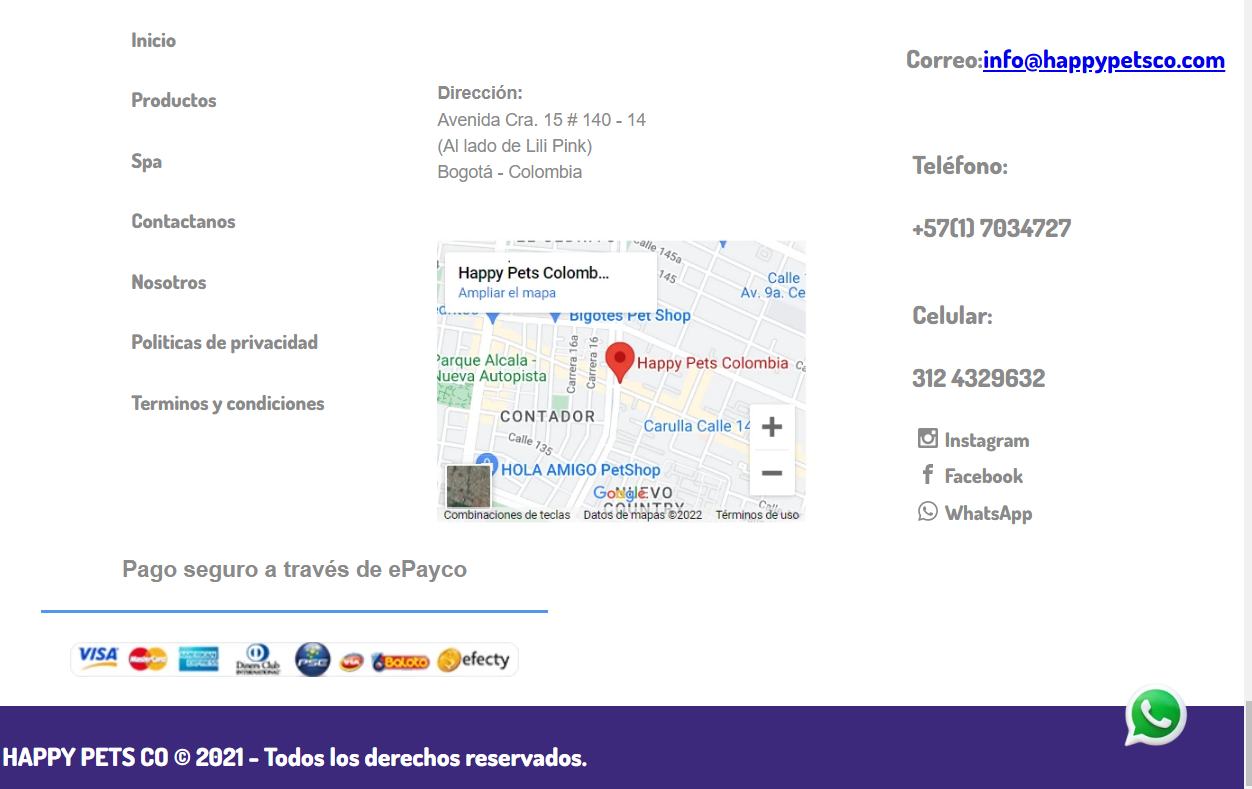 Inicio
Productos
Spa
Contactanos
Nosotros
Politicas de privacidad
Terminos y condiciones
Dirección:
Avenida Cra. 15 # 140 - 14
(Al lado de Lili Pink)
Bogotá - Colombia
Calle 145a
145
Happy Pets Colomb...
Ampliar el mapa
Calle
Av. 9a. Ce
Bigotes Pet Shop
Parque Alcala -
Nueva Autopista
Carrera 16a
Carrera 16
Happy Pets Colombia
CONTADOR
Carulla Calle 14
Calle 135
HOLA AMIGO PetShop
Google
NUEVO
COUNTRY
Combinaciones de teclas
Datos de mapas ©2022
Términos de uso
Correo:info@happypetsco.com
Teléfono:
+57(1) 7034727
Celular:
312 4329632
Instagram
Facebook
WhatsApp
Pago seguro a través de ePayco
VISA MasterCard AMERICAN EXPRESS Diners Club INTERNATIONAL PSE VIA Baloto efecty
HAPPY PETS CO © 2021 - Todos los derechos reservados.